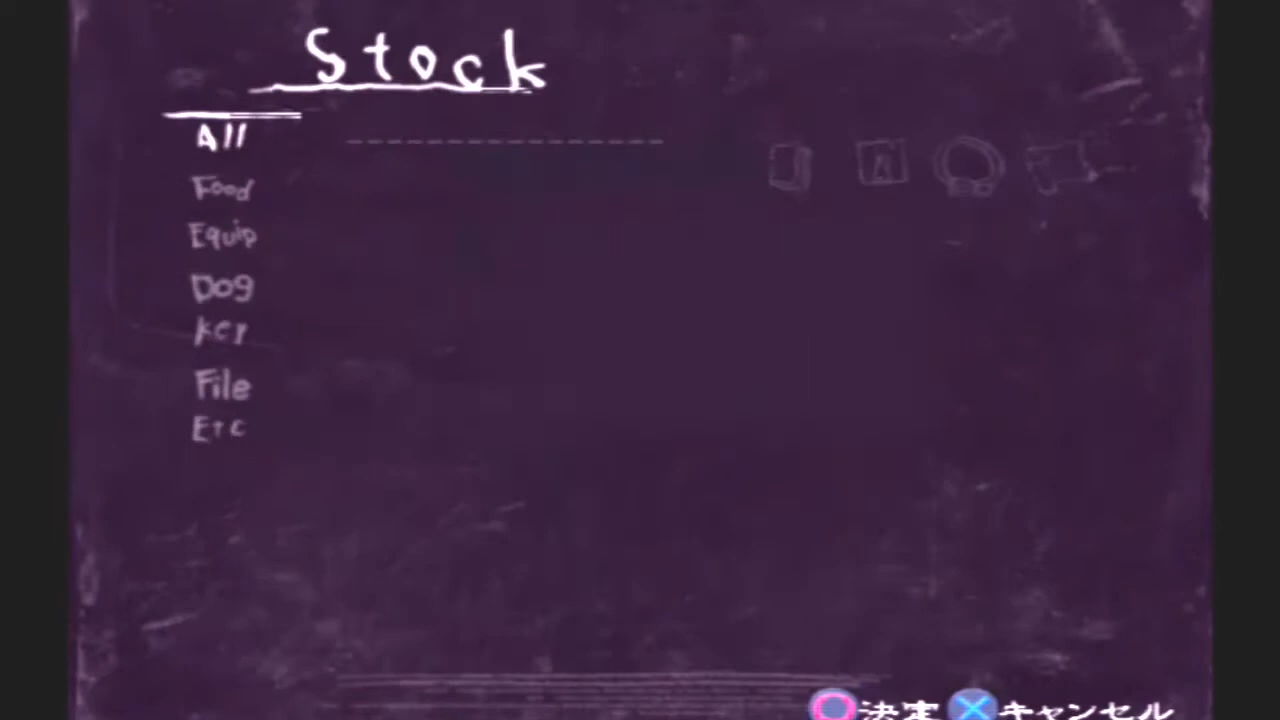 Stock
All
Food
Equip
Dog
Key
File
Etc
決定 キャンセル